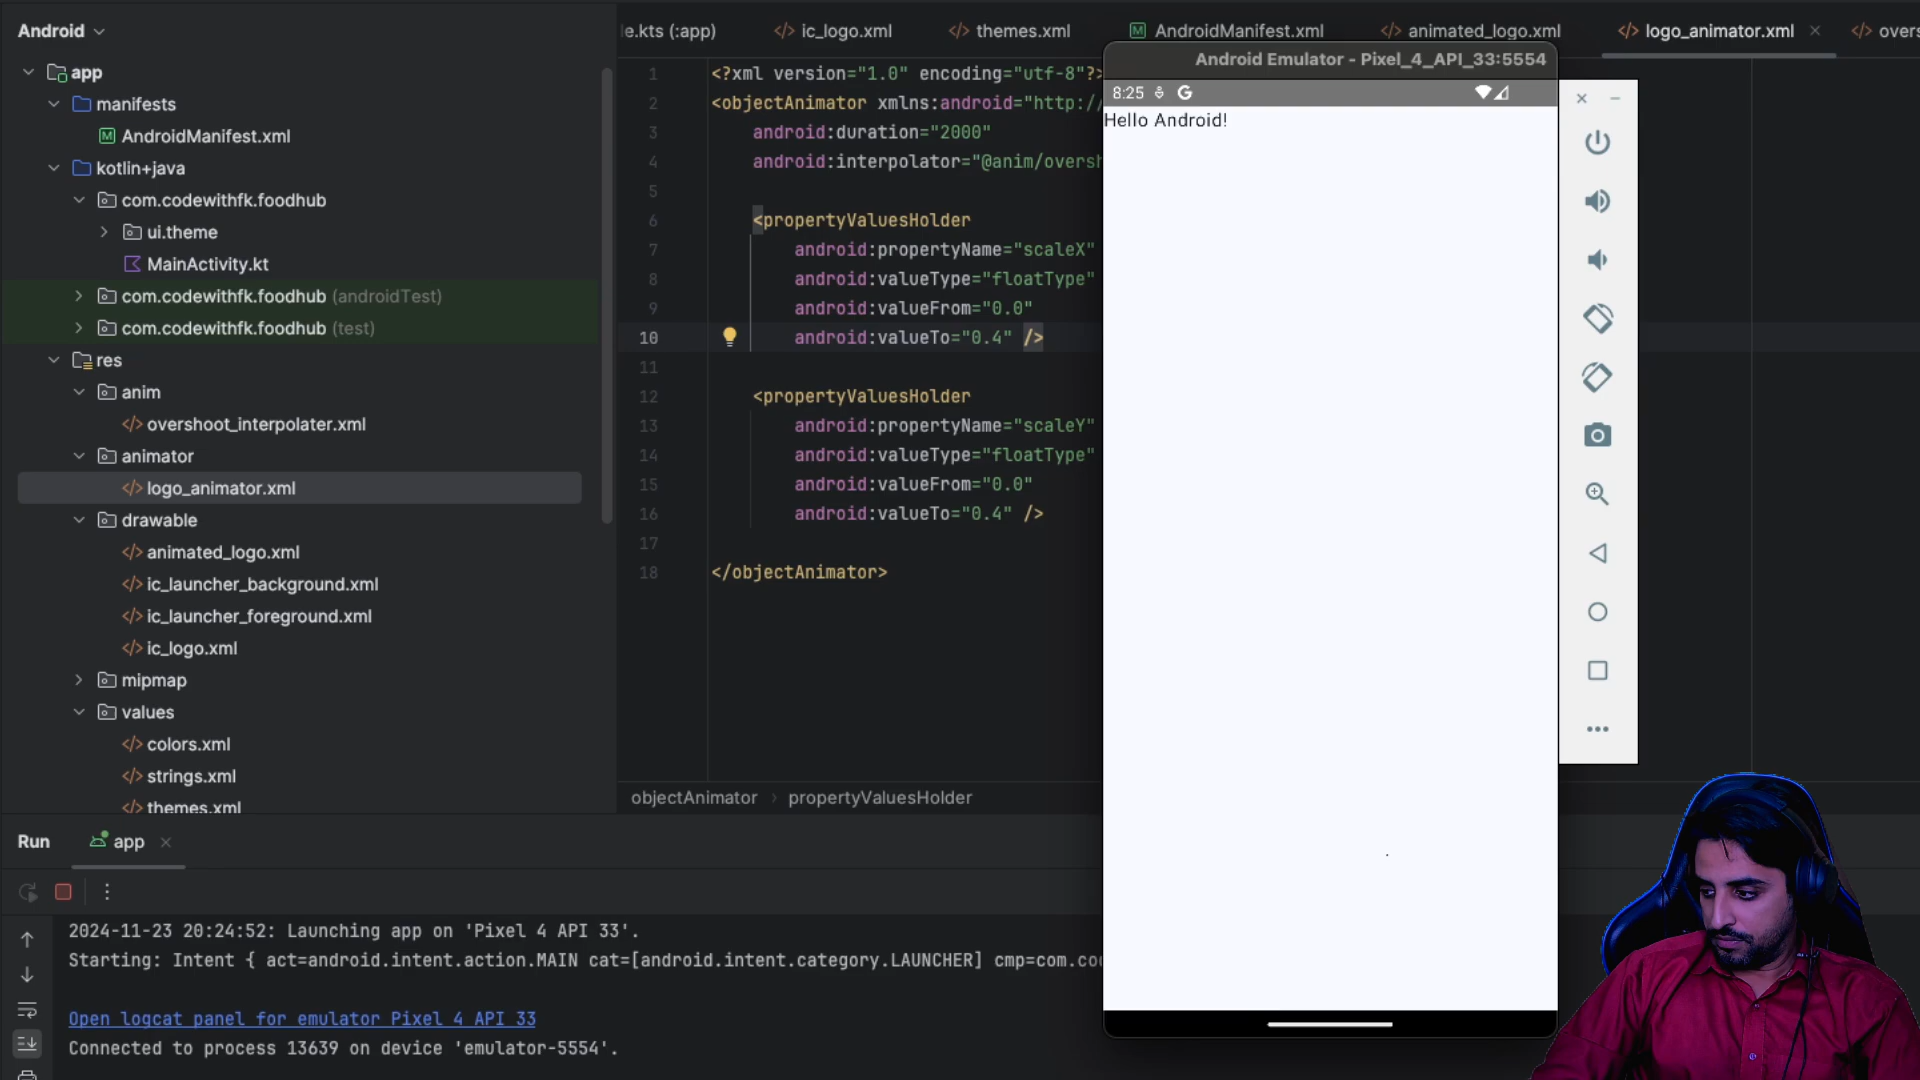 Android
app
manifests
AndroidManifest.xml
kotlin+java
com.codewithfk.foodhub
ui.theme
MainActivity.kt
com.codewithfk.foodhub (androidTest)
com.codewithfk.foodhub (test)
res
anim
overshoot_interpolater.xml
animator
logo_animator.xml
drawable
animated_logo.xml
ic_launcher_background.xml
ic_launcher_foreground.xml
ic_logo.xml
mipmap
values
colors.xml
strings.xml
themes.xml
le.kts (:app)
ic_logo.xml
themes.xml
AndroidManifest.xml
animated_logo.xml
logo_animator.xml
overs
1 <?xml version="1.0" encoding="utf-8"?>
2 <objectAnimator xmlns:android="http:/
3 android:duration="2000"
4 android:interpolator="@anim/oversh
5
6 <propertyValuesHolder
7 android:propertyName="scaleX"
8 android:valueType="floatType"
9 android:valueFrom="0.0"
10 android:valueTo="0.4" />
11
12 <propertyValuesHolder
13 android:propertyName="scaleY"
14 android:valueType="floatType"
15 android:valueFrom="0.0"
16 android:valueTo="0.4" />
17
18 </objectAnimator>
objectAnimator > propertyValuesHolder
Android Emulator - Pixel_4_API_33:5554
8:25 G
Hello Android!
Run app
2024-11-23 20:24:52: Launching app on 'Pixel 4 API 33'.
Starting: Intent { act=android.intent.action.MAIN cat=[android.intent.category.LAUNCHER] cmp=com.co
Open logcat panel for emulator Pixel 4 API 33
Connected to process 13639 on device 'emulator-5554'.